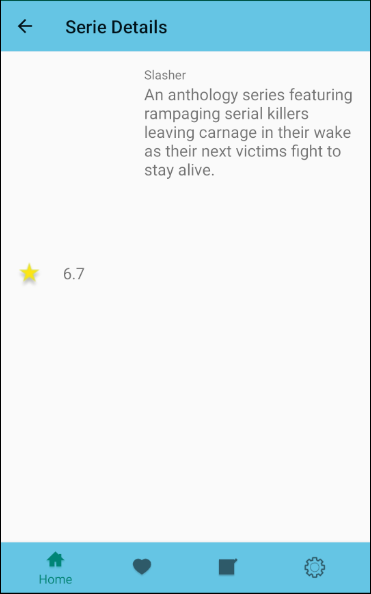 Serie Details
Slasher
An anthology series featuring
rampaging serial killers
leaving carnage in their wake
as their next victims fight to
stay alive.
6.7
Home